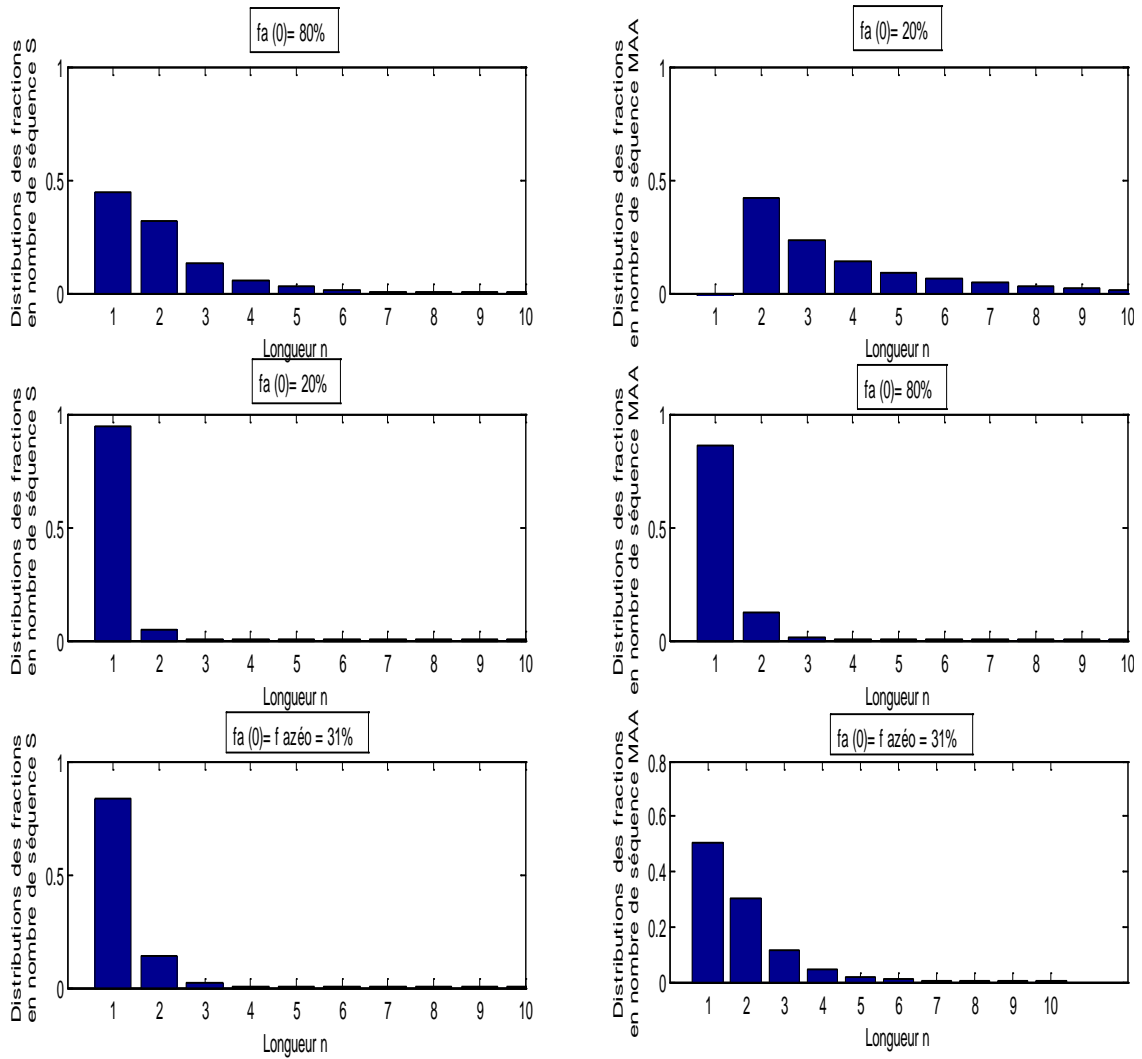 fa (0)= 80%
Distributions des fractions
en nombre de séquence S
1
0.5
0
1 2 3 4 5 6 7 8 9 10
Longueur n
fa (0)= 20%
Distributions des fractions
en nombre de séquence MAA
1
0.5
0
1 2 3 4 5 6 7 8 9 10
Longueur n
fa (0)= 20%
Distributions des fractions
en nombre de séquence S
1
0.5
0
1 2 3 4 5 6 7 8 9 10
Longueur n
fa (0)= 80%
Distributions des fractions
en nombre de séquence MAA
1
0.5
0
1 2 3 4 5 6 7 8 9 10
Longueur n
fa (0)= f azéo = 31%
Distributions des fractions
en nombre de séquence S
1
0.5
0
1 2 3 4 5 6 7 8 9 10
Longueur n
fa (0)= f azéo = 31%
Distributions des fractions
en nombre de séquence MAA
0.8
0.6
0.4
0.2
0
1 2 3 4 5 6 7 8 9 10
Longueur n